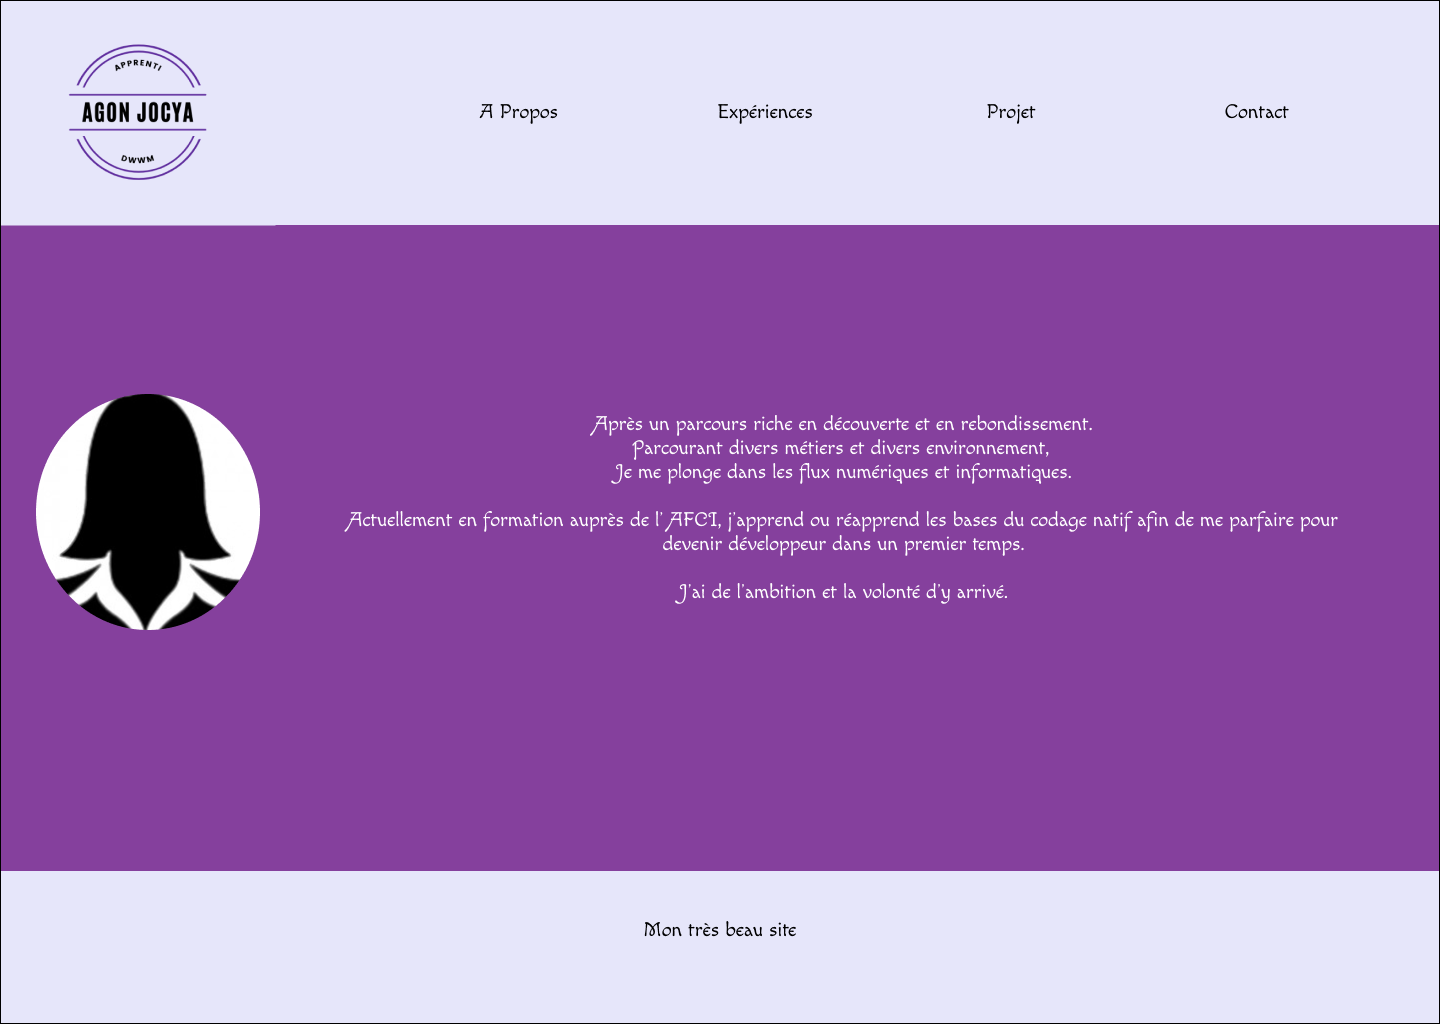 APPRENTI
AGON JOCYA
DWWM
A Propos
Expériences
Projet
Contact
Après un parcours riche en découverte et en rebondissement.
Parcourant divers métiers et divers environnement,
Je me plonge dans les flux numériques et informatiques.
Actuellement en formation auprès de l' AFCI, j'apprend ou réapprend les bases du codage natif afin de me parfaire pour
devenir développeur dans un premier temps.
J'ai de l'ambition et la volonté d'y arrivé.
Mon très beau site